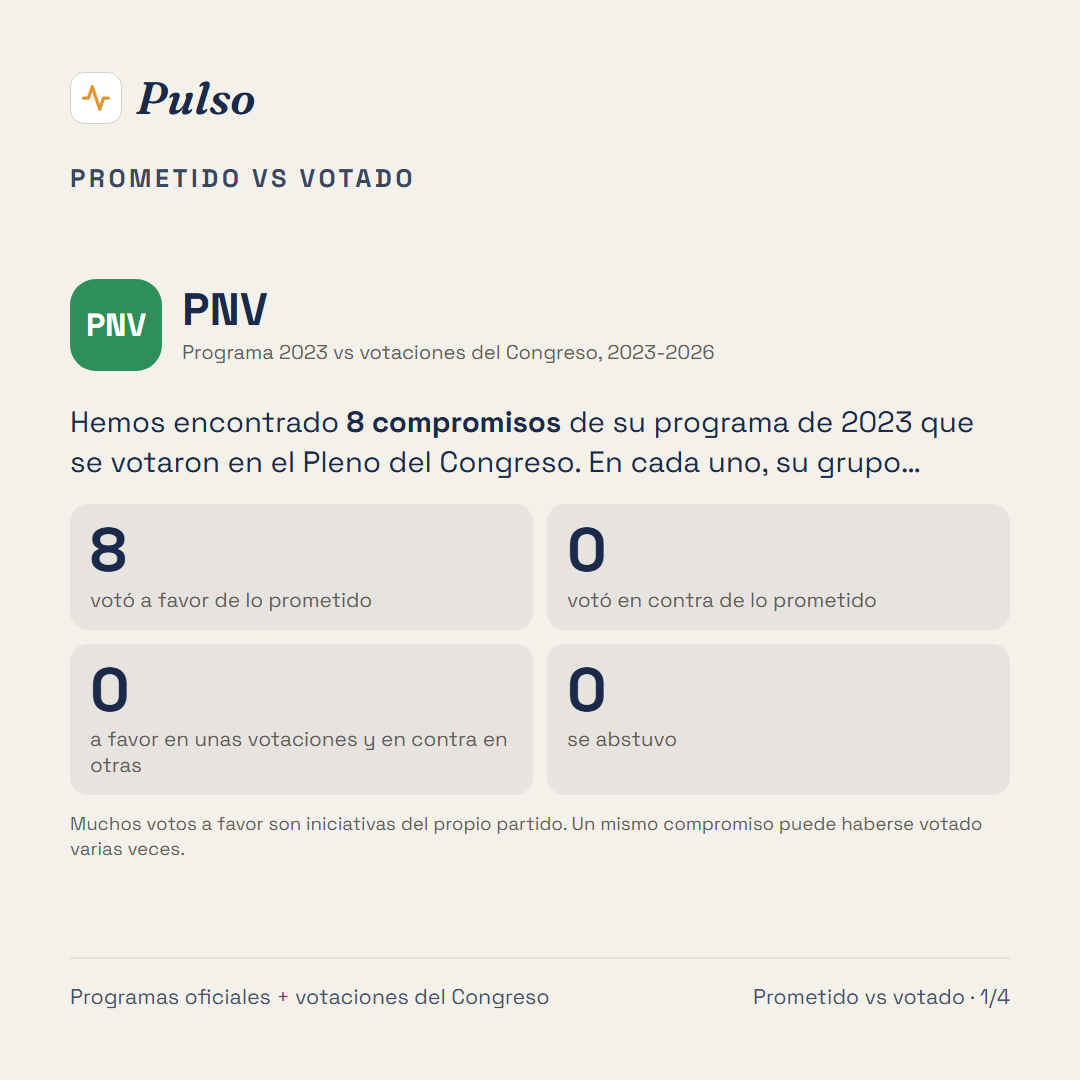 Pulso
PROMETIDO VS VOTADO
PNV
PNV
Programa 2023 vs votaciones del Congreso, 2023-2026
Hemos encontrado 8 compromisos de su programa de 2023 que
se votaron en el Pleno del Congreso. En cada uno, su grupo...
8
votó a favor de lo prometido
0
votó en contra de lo prometido
0
a favor en unas votaciones y en contra en
otras
0
se abstuvo
Muchos votos a favor son iniciativas del propio partido. Un mismo compromiso puede haberse votado
varias veces.
Programas oficiales + votaciones del Congreso
Prometido vs votado · 1/4